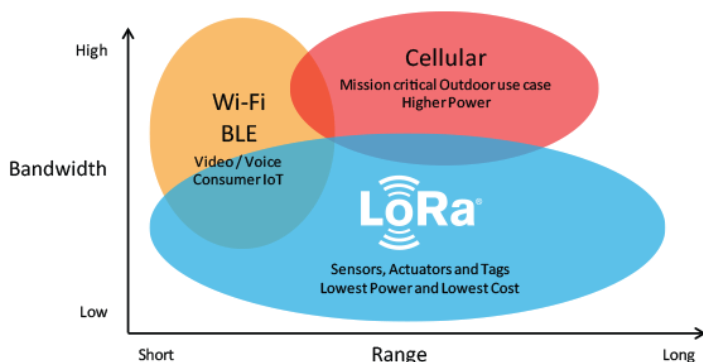 High
Bandwidth
Low
Wi-Fi
BLE
Video / Voice
Consumer IoT
Cellular
Mission critical Outdoor use case
Higher Power
LoRa®
Sensors, Actuators and Tags
Lowest Power and Lowest Cost
Short
Range
Long